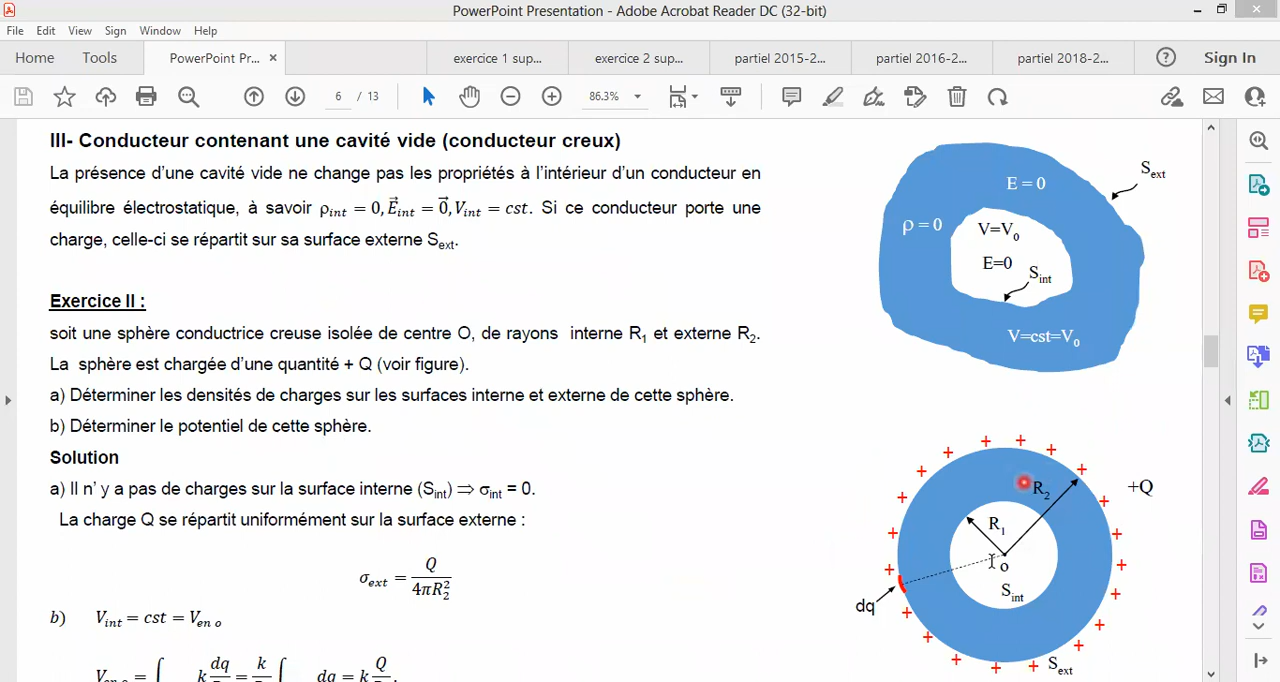 PowerPoint Presentation - Adobe Acrobat Reader DC (32-bit)
File Edit View Sign Window Help
Home Tools PowerPoint Pr... × exercice 1 sup... exercice 2 sup... partiel 2015-2... partiel 2016-2... partiel 2018-2... Sign In
6 / 13 86.3%
III- Conducteur contenant une cavité vide (conducteur creux)
La présence d'une cavité vide ne change pas les propriétés à l'intérieur d'un conducteur en
équilibre électrostatique, à savoir ρint = 0, E⃗int = 0⃗, Vint = cst. Si ce conducteur porte une
charge, celle-ci se répartit sur sa surface externe Sext.
Exercice II :
soit une sphère conductrice creuse isolée de centre O, de rayons interne R1 et externe R2.
La sphère est chargée d'une quantité + Q (voir figure).
a) Déterminer les densités de charges sur les surfaces interne et externe de cette sphère.
b) Déterminer le potentiel de cette sphère.
Solution
a) Il n' y a pas de charges sur la surface interne (Sint) ⟹ σint = 0.
La charge Q se répartit uniformément sur la surface externe :
σext = Q / 4πR2²
b) Vint = cst = Ven o
E = 0
Sext
ρ = 0
V=V0
E=0
Sint
V=cst=V0
R2
+Q
R1
o
Sint
dq
Sext